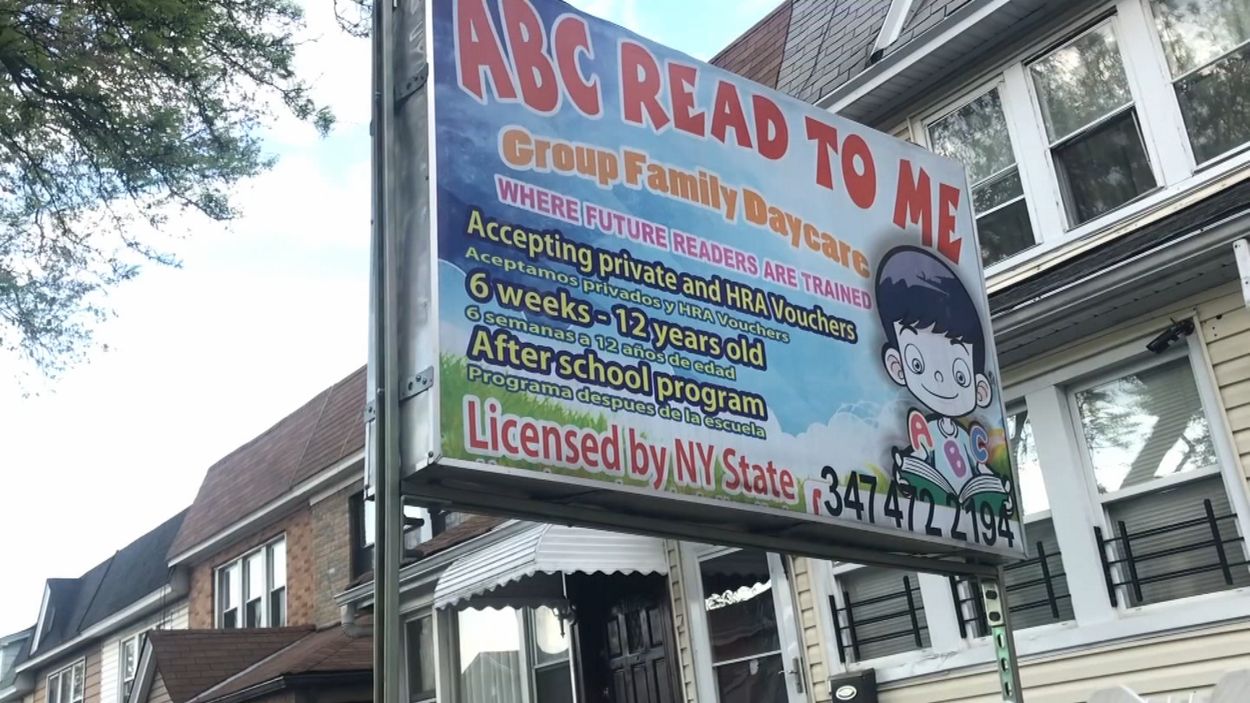 ABC READ TO ME
Group Family Daycare
WHERE FUTURE READERS ARE TRAINED
Accepting private and HRA Vouchers
Aceptamos privados y HRA Vouchers
6 weeks - 12 years old
6 semanas a 12 años de edad
After school program
Programa despues de la escuela
Licensed by NY State
347 472 2194
A B C